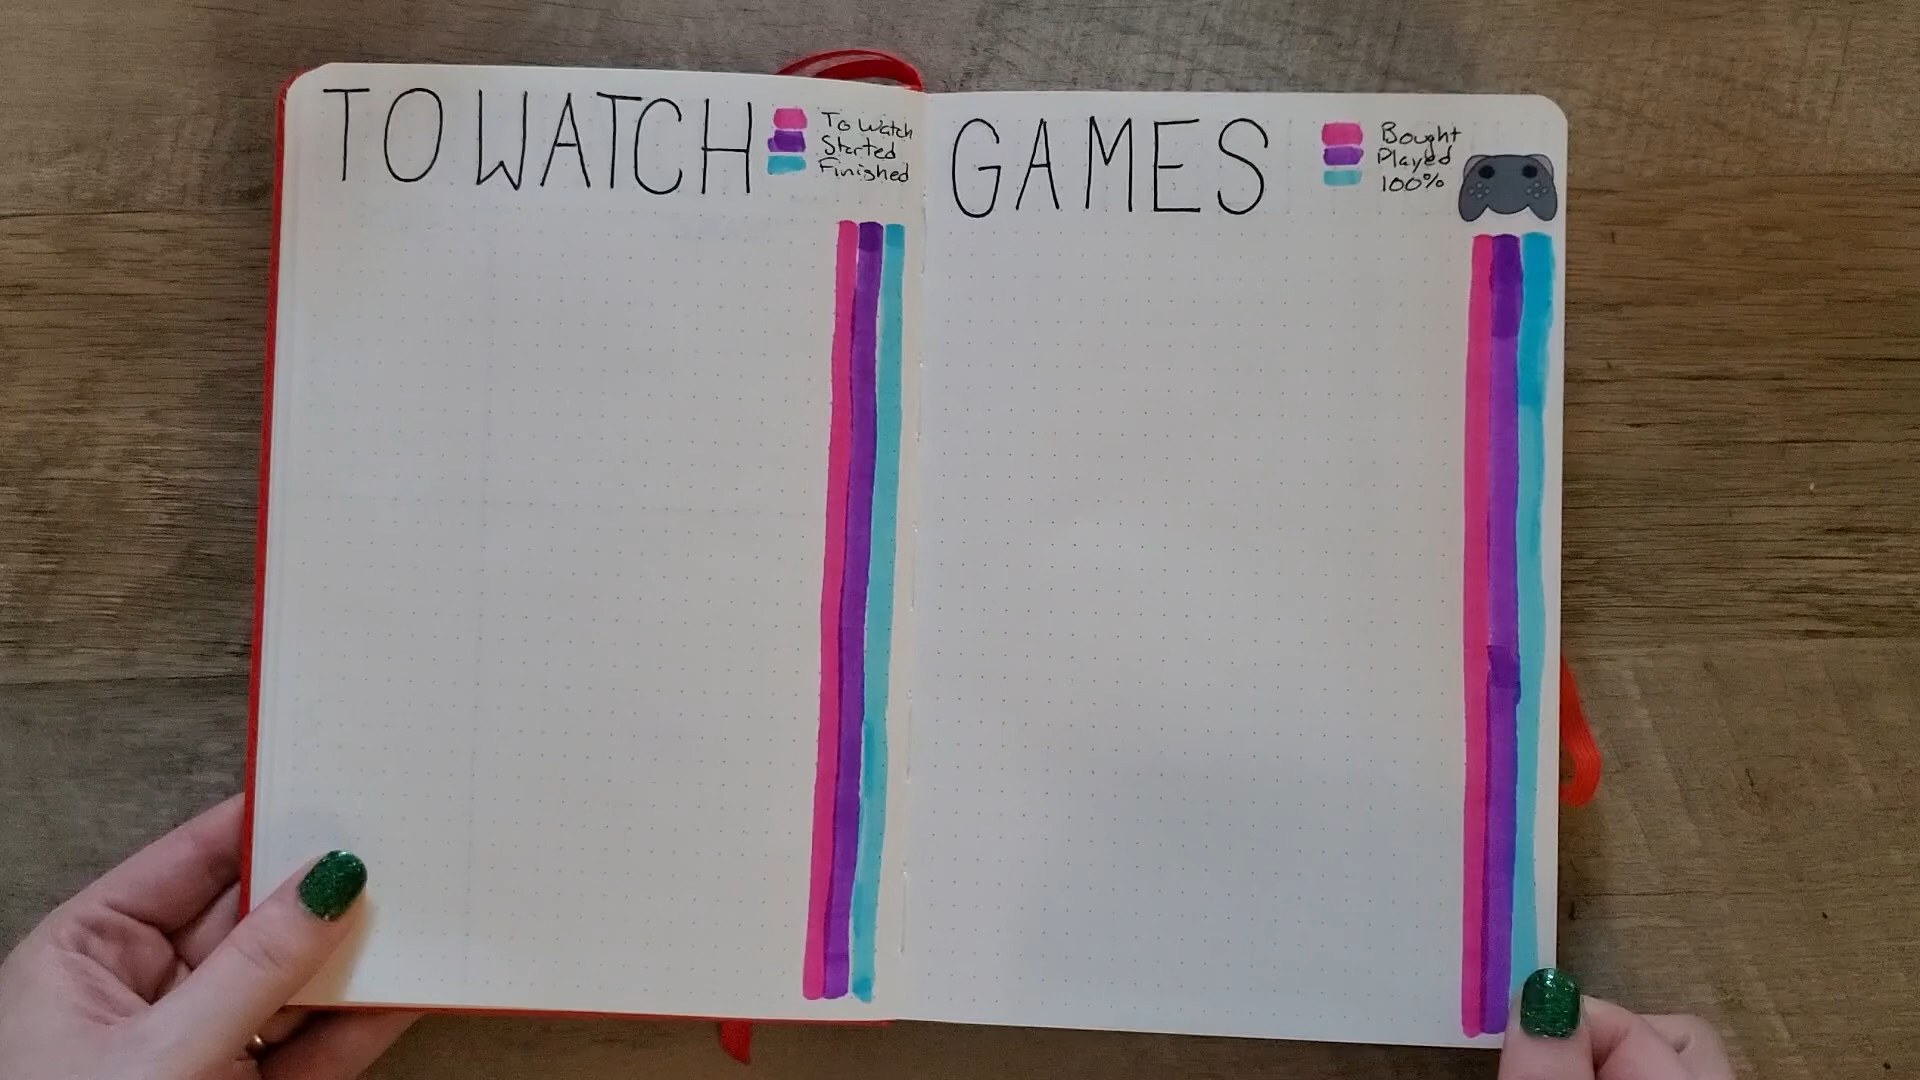 TO WATCH
To Watch
Started
Finished
GAMES
Bought
Played
100%